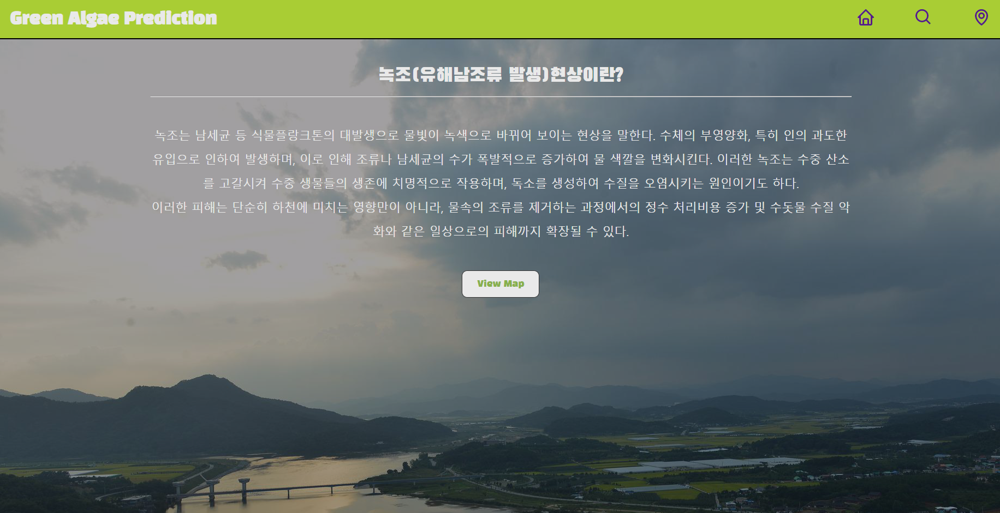 Green Algae Prediction
녹조(유해남조류 발생)현상이란?
녹조는 남세균 등 식물플랑크톤의 대발생으로 물빛이 녹색으로 바뀌어 보이는 현상을 말한다. 수체의 부영양화, 특히 인의 과도한
유입으로 인하여 발생하며, 이로 인해 조류나 남세균의 수가 폭발적으로 증가하여 물 색깔을 변화시킨다. 이러한 녹조는 수중 산소
를 고갈시켜 수중 생물들의 생존에 치명적으로 작용하며, 독소를 생성하여 수질을 오염시키는 원인이기도 하다.
이러한 피해는 단순히 하천에 미치는 영향만이 아니라, 물속의 조류를 제거하는 과정에서의 정수 처리비용 증가 및 수돗물 수질 악
화와 같은 일상으로의 피해까지 확장될 수 있다.
View Map